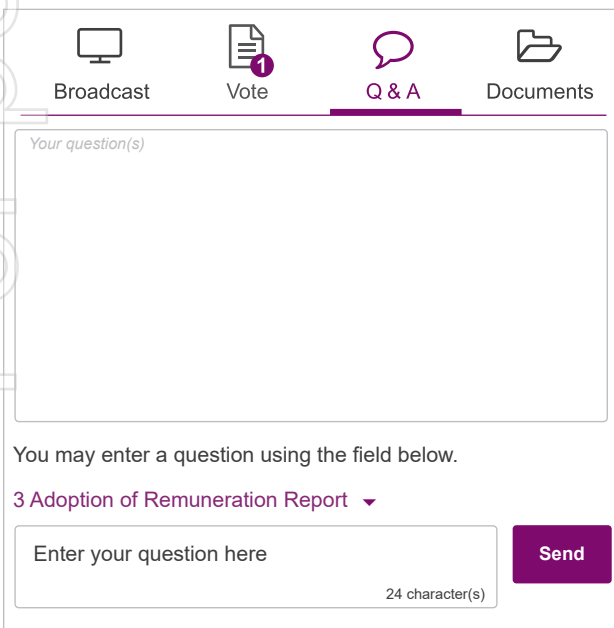 Broadcast
Vote
1
Q & A
Documents
Your question(s)
You may enter a question using the field below.
3 Adoption of Remuneration Report
Enter your question here
Send
24 character(s)